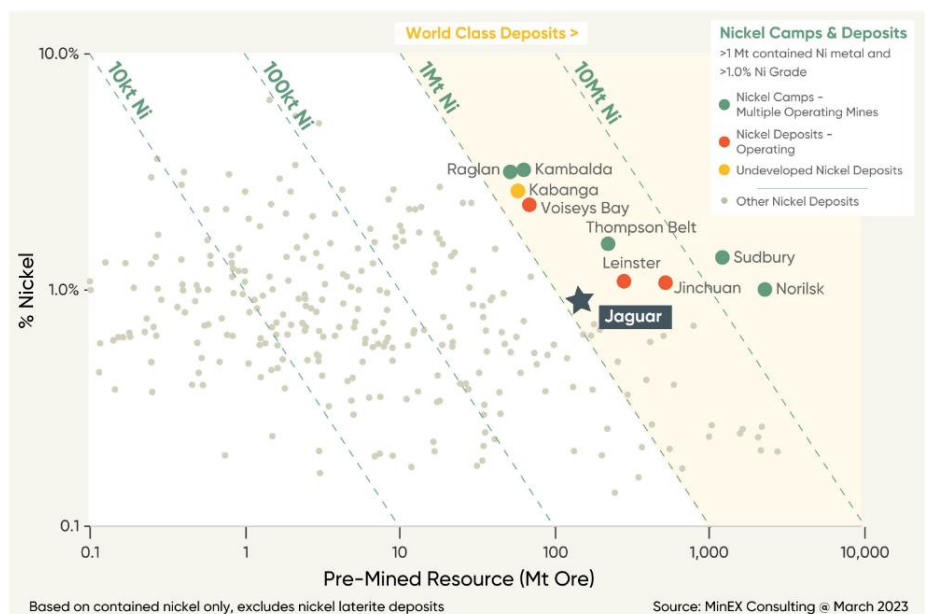 World Class Deposits >
Nickel Camps & Deposits
>1 Mt contained Ni metal and
>1.0% Ni Grade
Nickel Camps -
Multiple Operating Mines
Nickel Deposits -
Operating
Undeveloped Nickel Deposits
Other Nickel Deposits
10kt Ni
100kt Ni
1Mt Ni
10Mt Ni
Raglan
Kambalda
Kabanga
Voiseys Bay
Thompson Belt
Leinster
Sudbury
Jinchuan
Norilsk
Jaguar
% Nickel
10.0%
1.0%
0.1
0.1
1
10
100
1,000
10,000
Pre-Mined Resource (Mt Ore)
Based on contained nickel only, excludes nickel laterite deposits
Source: MinEX Consulting @ March 2023